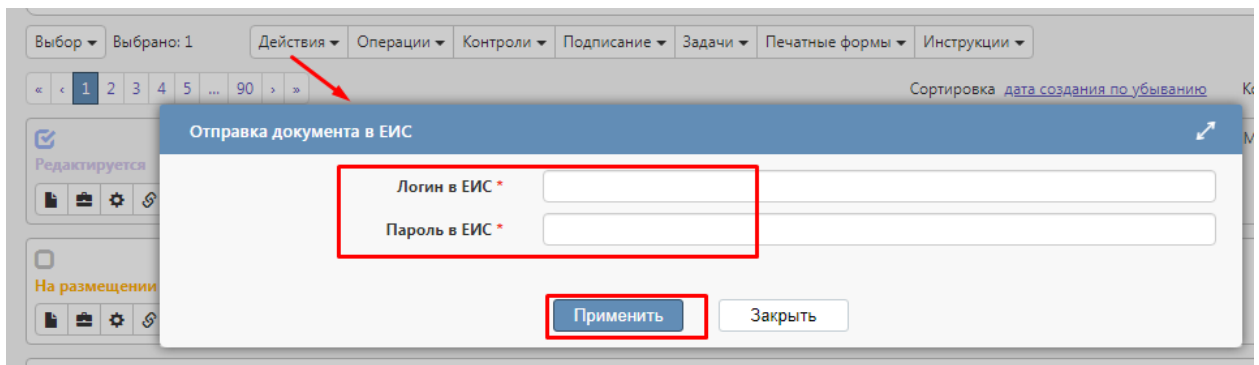 Выбор Выбрано: 1 Действия Операции Контроли Подписание Задачи Печатные формы Инструкции
« ‹ 1 2 3 4 5 ... 90 › » Сортировка дата создания по убыванию
Отправка документа в ЕИС
Редактируется
Логин в ЕИС *
Пароль в ЕИС *
На размещении
Применить Закрыть